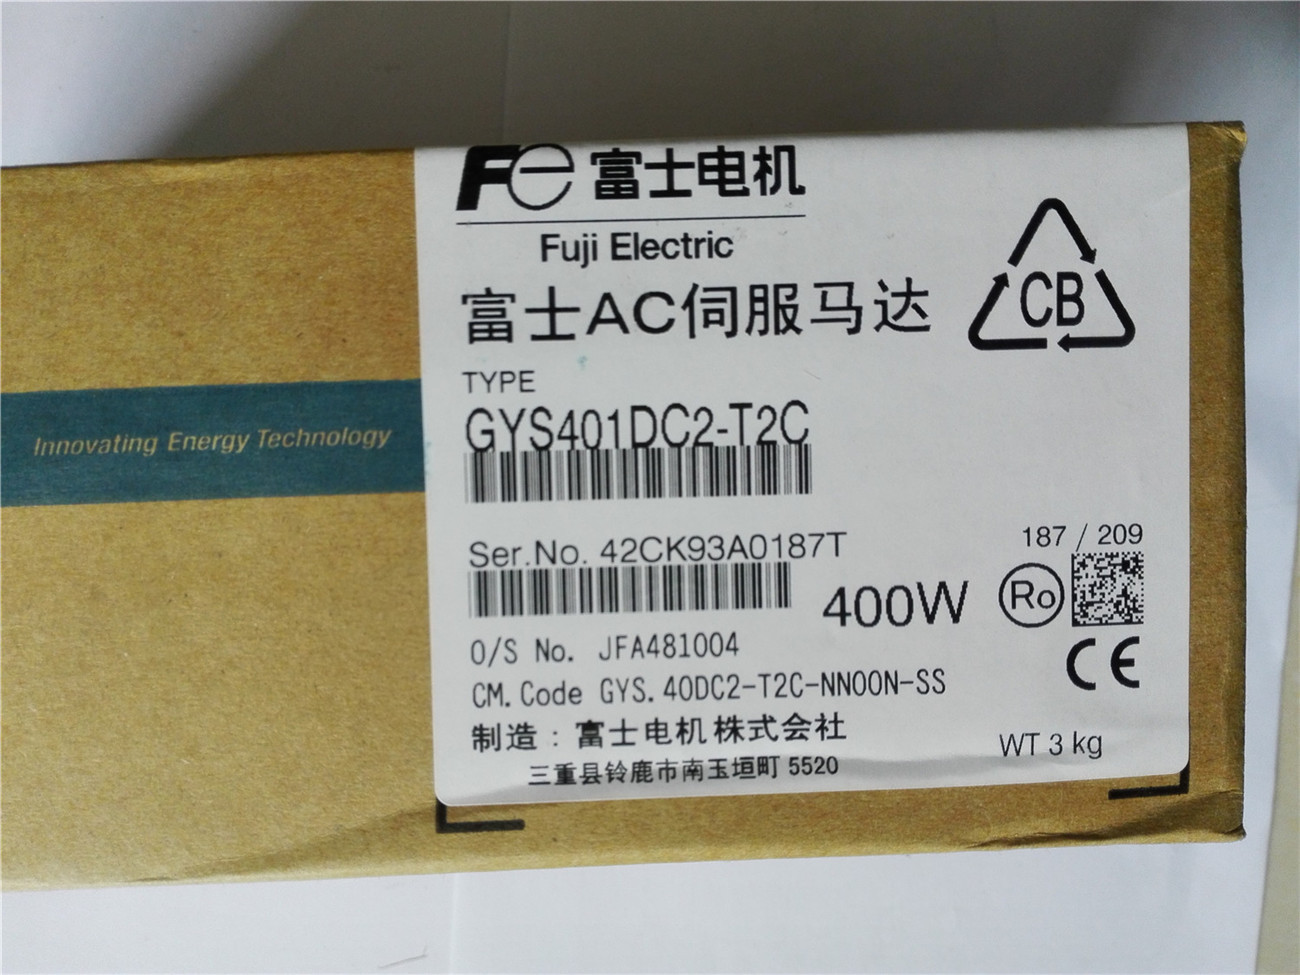 Fe 富士电机
Fuji Electric
富士AC伺服马达
CB
TYPE
GYS401DC2-T2C
Innovating Energy Technology
Ser.No. 42CK93A0187T
187 / 209
400W
Ro
O/S No. JFA481004
CE
CM.Code GYS.40DC2-T2C-NN00N-SS
制造：富士电机株式会社
WT 3 kg
三重县铃鹿市南玉垣町 5520